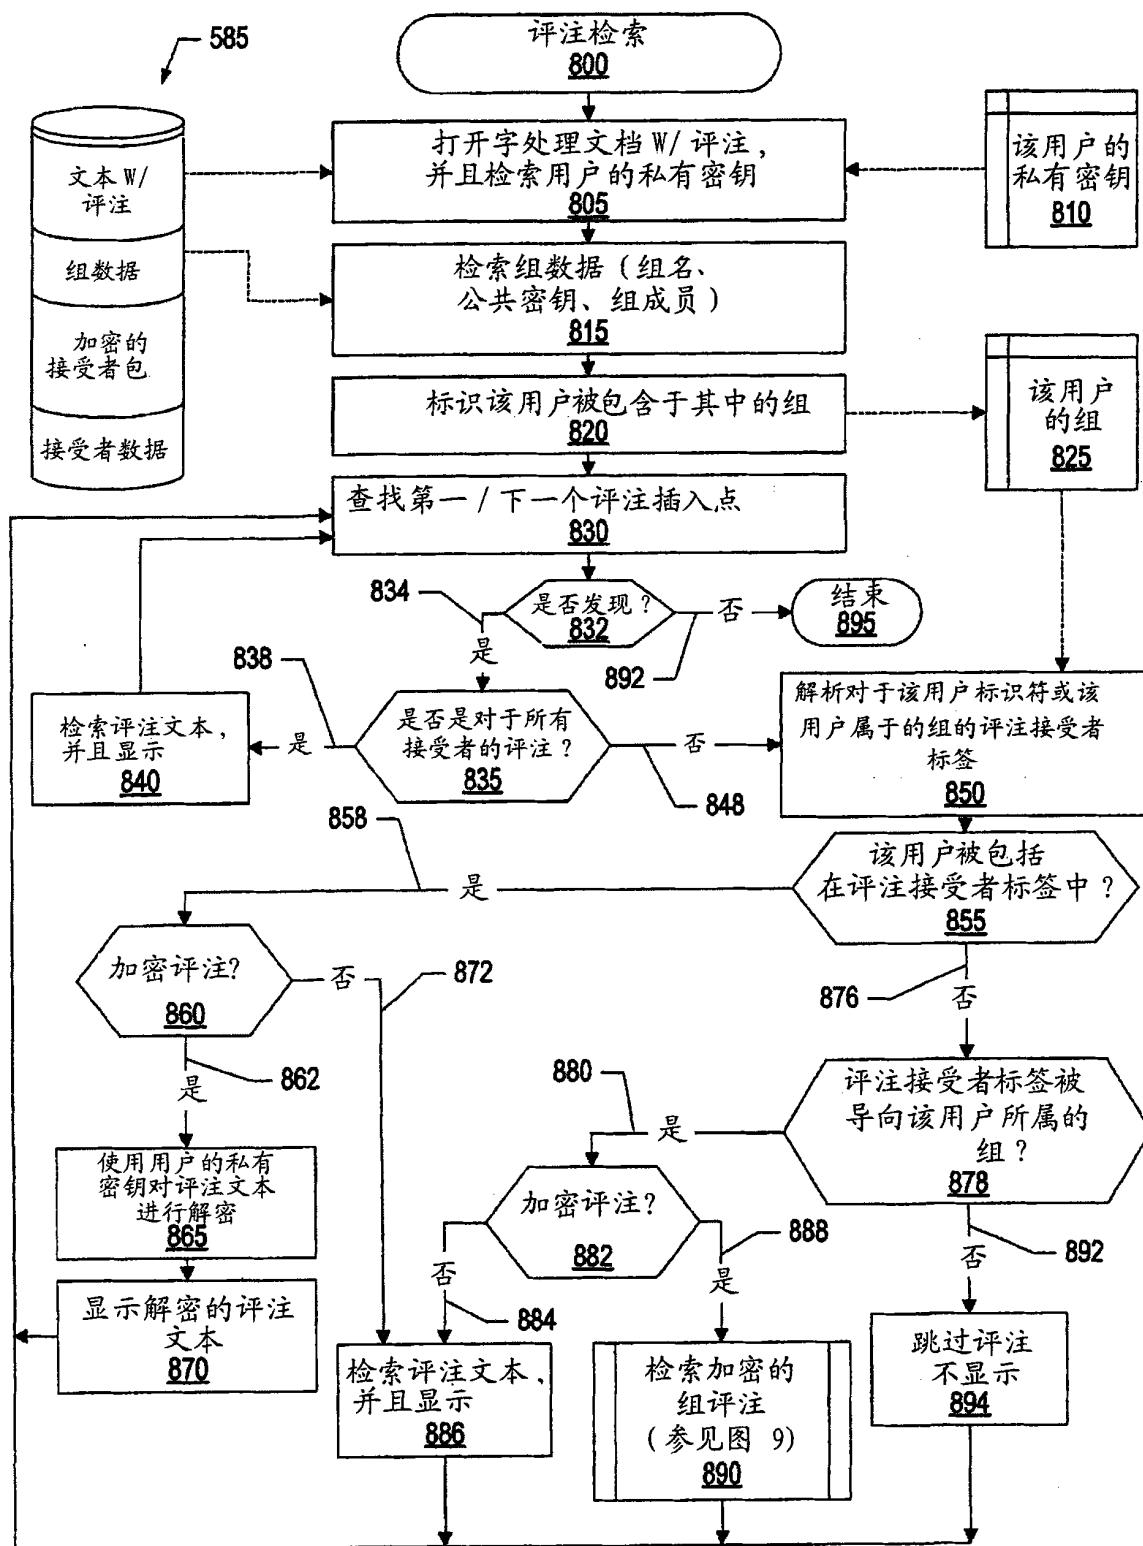 585
评注检索
800
文本W/
评注
组数据
加密的
接受者包
接受者数据
打开字处理文档 W/ 评注，
并且检索用户的私有密钥
805
该用户的
私有密钥
810
检索组数据（组名、
公共密钥、组成员）
815
标识该用户被包含于其中的组
820
该用户
的组
825
查找第一/下一个评注插入点
830
834
是否发现？
832
否
892
结束
895
是
838
检索评注文本，
并且显示
840
是
是否是对于所有
接受者的评注？
835
否
848
解析对于该用户标识符或该
用户属于的组的评注接受者
标签
850
858
是
该用户被包括
在评注接受者标签中？
855
加密评注?
860
否
872
876
否
862
是
880
是
评注接受者标签被
导向该用户所属的
组？
878
使用用户的私有
密钥对评注文本
进行解密
865
加密评注?
882
888
892
否
否
884
是
显示解密的评注
文本
870
检索评注文本，
并且显示
886
检索加密的
组评注
（参见图 9)
890
跳过评注
不显示
894